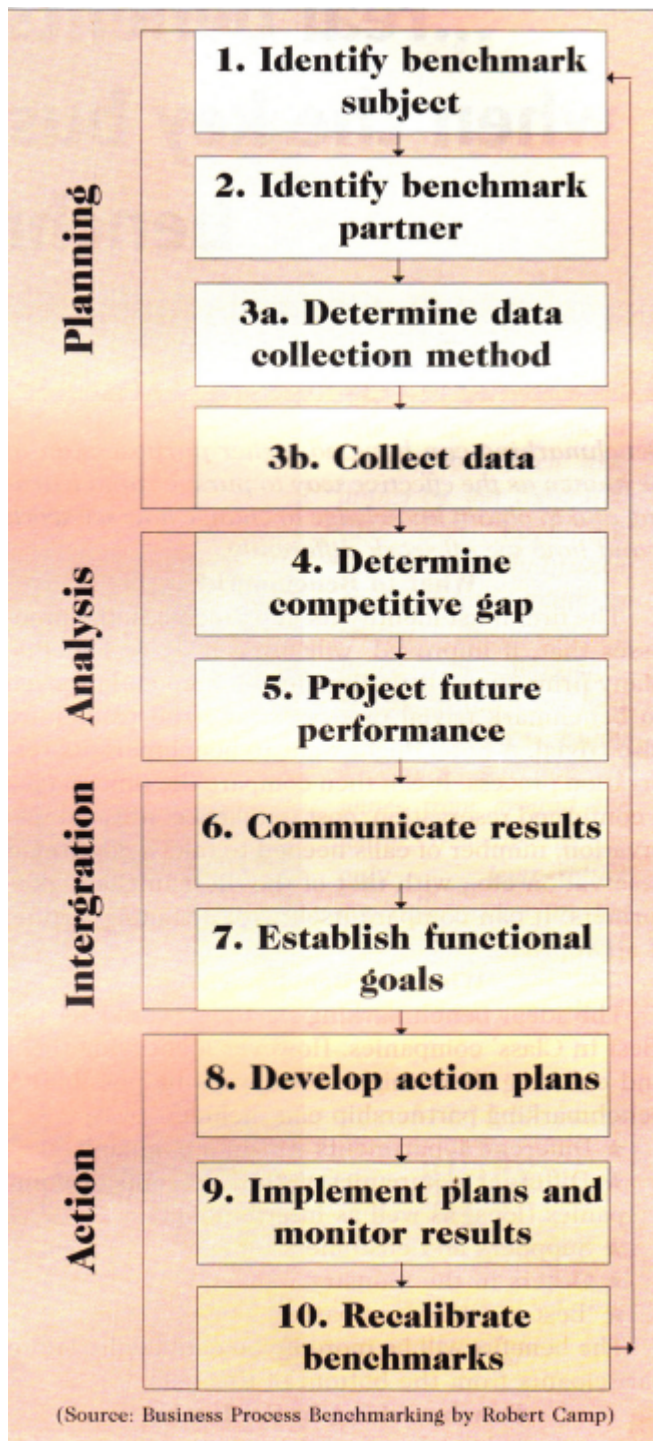 Planning
1. Identify benchmark
subject
2. Identify benchmark
partner
3a. Determine data
collection method
3b. Collect data
Analysis
4. Determine
competitive gap
5. Project future
performance
Intergration
6. Communicate results
7. Establish functional
goals
Action
8. Develop action plans
9. Implement plans and
monitor results
10. Recalibrate
benchmarks
(Source: Business Process Benchmarking by Robert Camp)